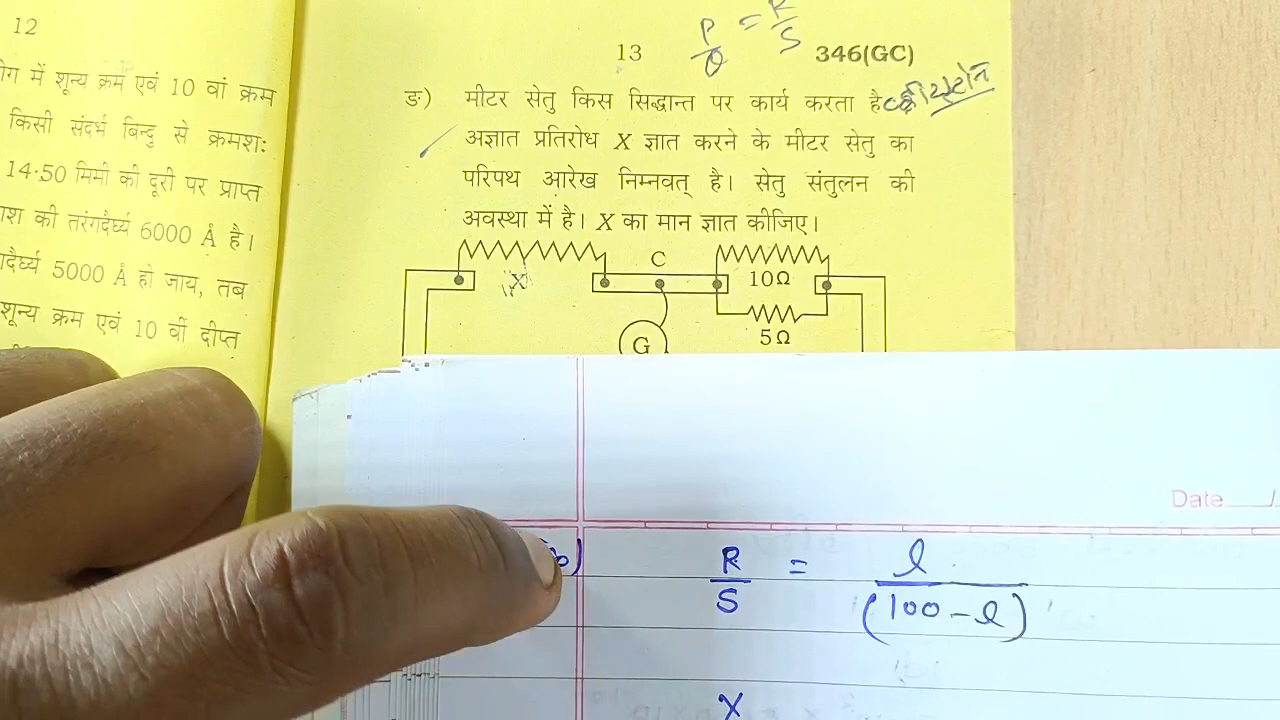 12
ोग में शून्य क्रम एवं 10 वां क्रम
किसी संदर्भ बिन्दु से क्रमशः
14·50 मिमी की दूरी पर प्राप्त
ाश की तरंगदैर्घ्य 6000 Å है।
ादैर्घ्य 5000 Å हो जाय, तब
शून्य क्रम एवं 10 वीं दीप्त
13
P/Q = R/S
346(GC)
ङ) मीटर सेतु किस सिद्धान्त पर कार्य करता है
अज्ञात प्रतिरोध X ज्ञात करने के मीटर सेतु का
परिपथ आरेख निम्नवत् है। सेतु संतुलन की
अवस्था में है। X का मान ज्ञात कीजिए।
X
C
10Ω
5Ω
G
Date
R/S = l/(100-l)
X